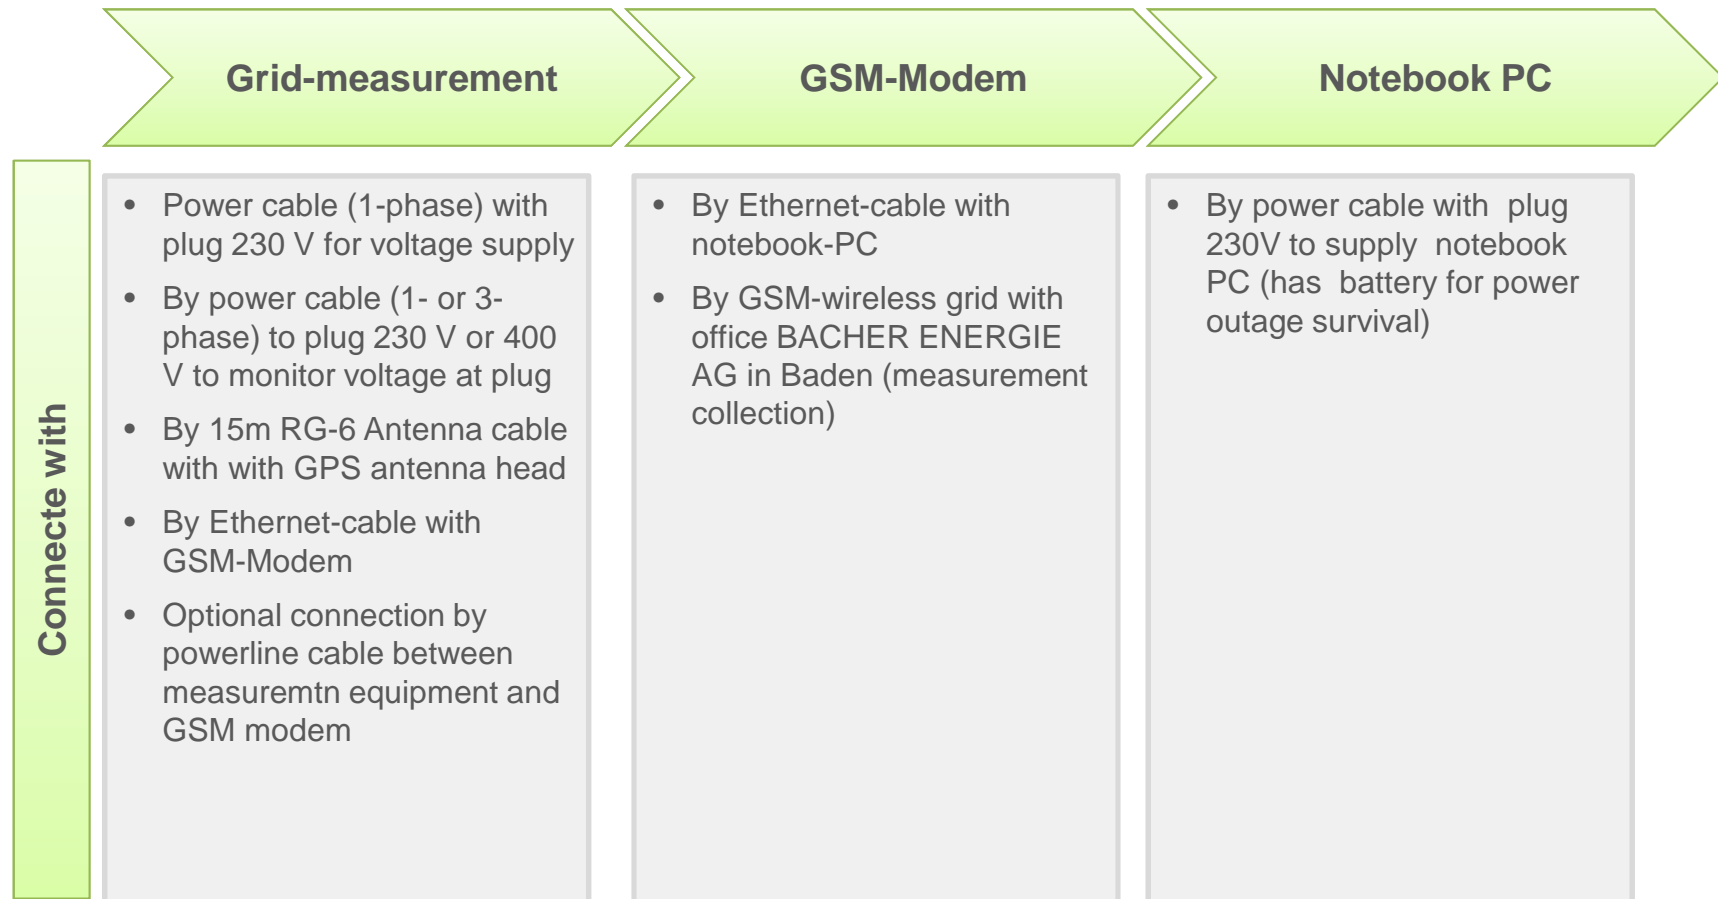 Grid-measurement
GSM-Modem
Notebook PC
Connecte with
• Power cable (1-phase) with
plug 230 V for voltage supply
• By power cable (1- or 3-
phase) to plug 230 V or 400
V to monitor voltage at plug
• By 15m RG-6 Antenna cable
with with GPS antenna head
• By Ethernet-cable with
GSM-Modem
• Optional connection by
powerline cable between
measuremtn equipment and
GSM modem
• By Ethernet-cable with
notebook-PC
• By GSM-wireless grid with
office BACHER ENERGIE
AG in Baden (measurement
collection)
• By power cable with  plug
230V to supply  notebook
PC (has  battery for power
outage survival)